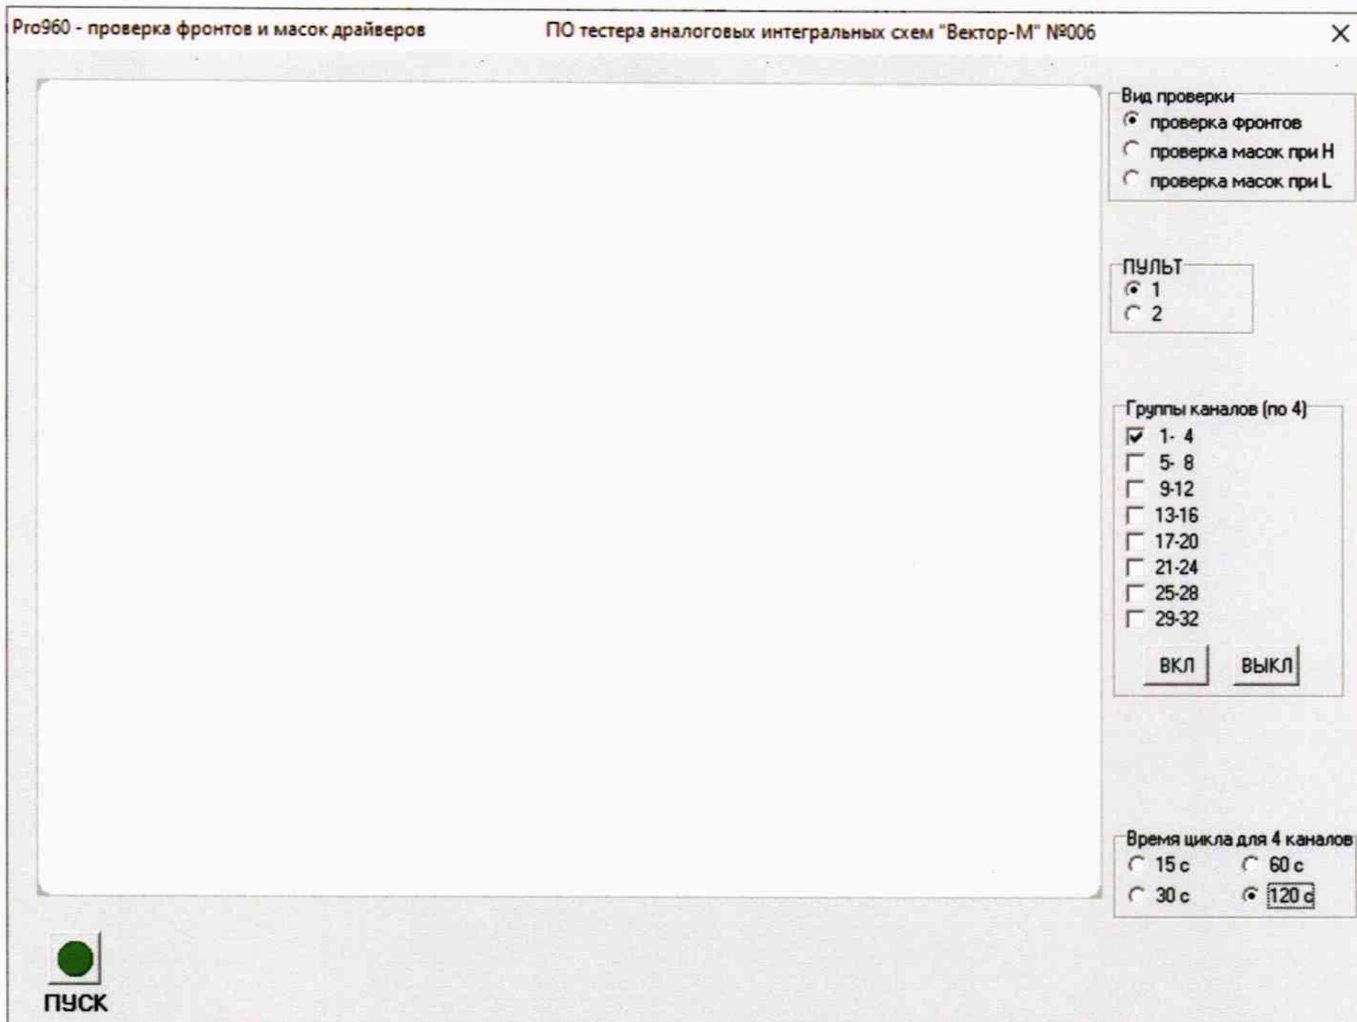 Pro960 - проверка фронтов и масок драйверов ПО тестера аналоговых интегральных схем "Вектор-М" №006
Вид проверки
проверка фронтов
проверка масок при H
проверка масок при L
ПУЛЬТ
1
2
Группы каналов (по 4)
1- 4
5- 8
9-12
13-16
17-20
21-24
25-28
29-32
ВКЛ ВЫКЛ
Время цикла для 4 каналов
15 с 60 с
30 с 120 с
ПУСК